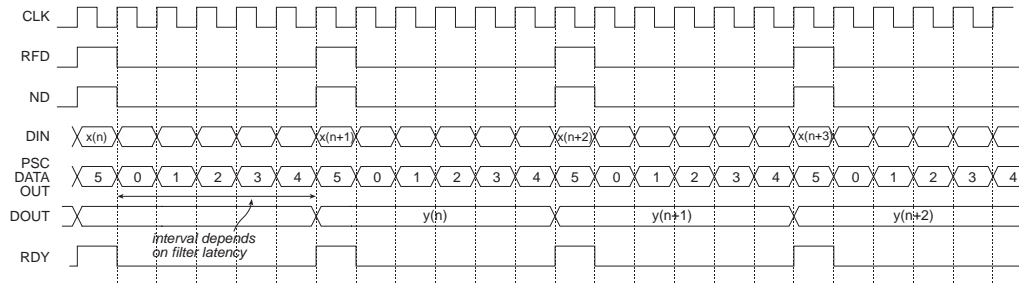 CLK
RFD
ND
DIN x(n) x(n+1) x(n+2) x(n+3)
PSC
DATA 5 0 1 2 3 4 5 0 1 2 3 4 5 0 1 2 3 4 5 0 1 2 3 4
OUT
DOUT y(n) y(n+1) y(n+2)
interval depends
on filter latency
RDY